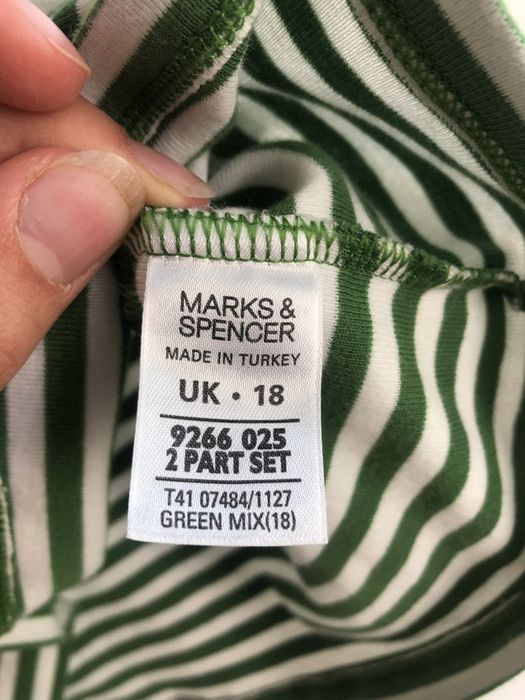 MARKS &
SPENCER
MADE IN TURKEY
UK • 18
9266 025
2 PART SET
T41 07484/1127
GREEN MIX(18)